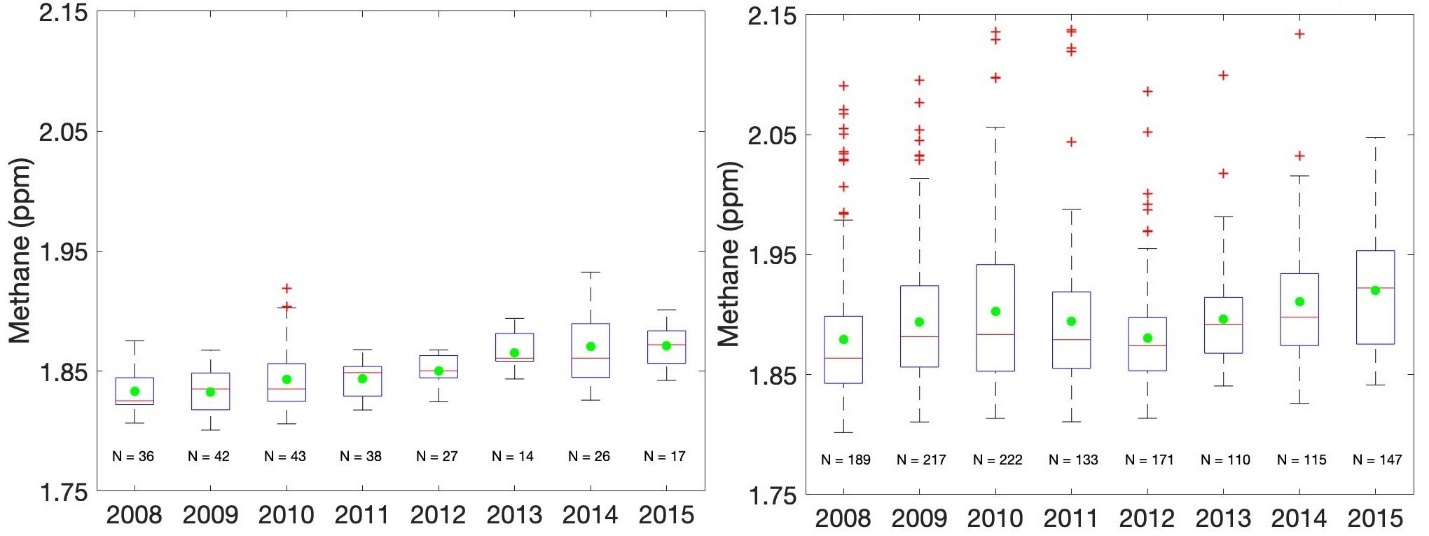 2.15
2.05
1.95
1.85
1.75
Methane (ppm)
N = 36 N = 42 N = 43 N = 38 N = 27 N = 14 N = 26 N = 17
2008 2009 2010 2011 2012 2013 2014 2015
2.15
2.05
1.95
1.85
1.75
Methane (ppm)
N = 189 N = 217 N = 222 N = 133 N = 171 N = 110 N = 115 N = 147
2008 2009 2010 2011 2012 2013 2014 2015